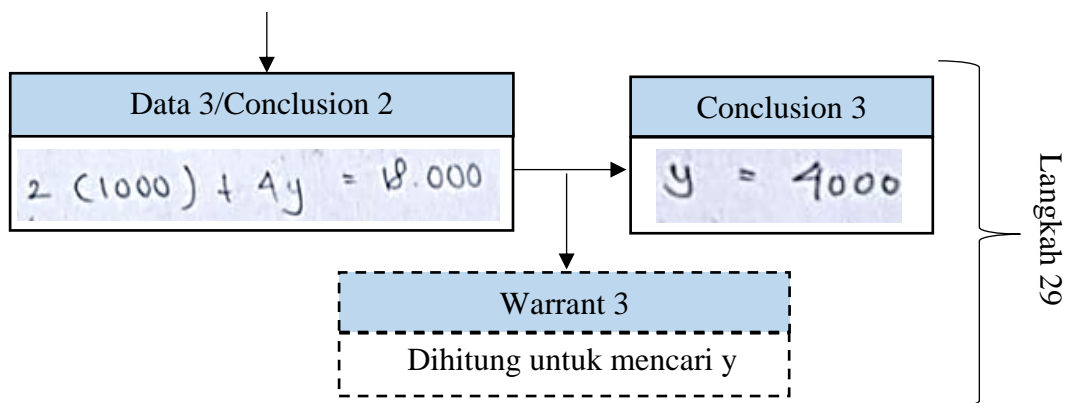 Data 3/Conclusion 2
2 (1000) + 4y = 18.000
Conclusion 3
y = 4000
Warrant 3
Dihitung untuk mencari y
Langkah 29